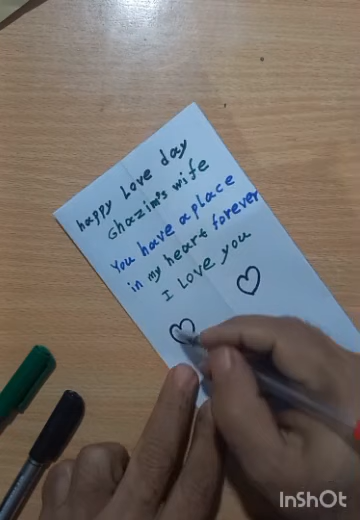 happy Love day
Ghazim's wife
You have a place
in my heart forever
I Love you
InShOt